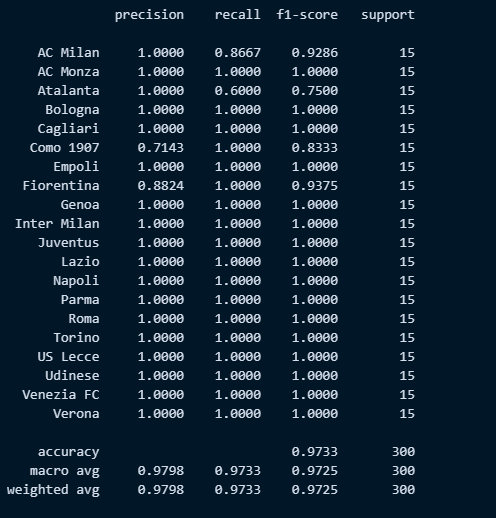 precision recall f1-score support
AC Milan 1.0000 0.8667 0.9286 15
AC Monza 1.0000 1.0000 1.0000 15
Atalanta 1.0000 0.6000 0.7500 15
Bologna 1.0000 1.0000 1.0000 15
Cagliari 1.0000 1.0000 1.0000 15
Como 1907 0.7143 1.0000 0.8333 15
Empoli 1.0000 1.0000 1.0000 15
Fiorentina 0.8824 1.0000 0.9375 15
Genoa 1.0000 1.0000 1.0000 15
Inter Milan 1.0000 1.0000 1.0000 15
Juventus 1.0000 1.0000 1.0000 15
Lazio 1.0000 1.0000 1.0000 15
Napoli 1.0000 1.0000 1.0000 15
Parma 1.0000 1.0000 1.0000 15
Roma 1.0000 1.0000 1.0000 15
Torino 1.0000 1.0000 1.0000 15
US Lecce 1.0000 1.0000 1.0000 15
Udinese 1.0000 1.0000 1.0000 15
Venezia FC 1.0000 1.0000 1.0000 15
Verona 1.0000 1.0000 1.0000 15
accuracy 0.9733 300
macro avg 0.9798 0.9733 0.9725 300
weighted avg 0.9798 0.9733 0.9725 300